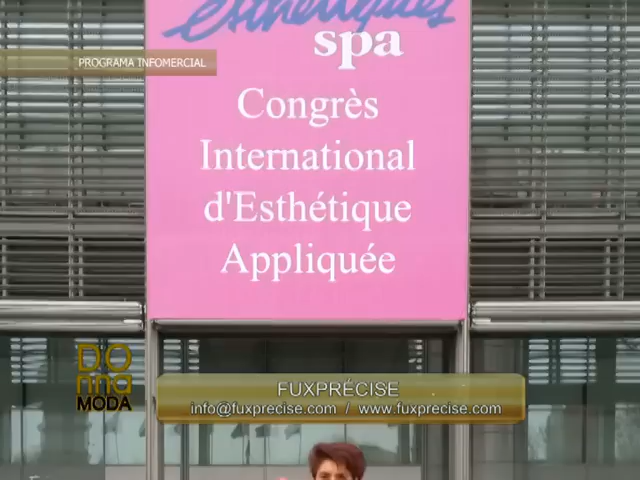 esthétiques
spa
PROGRAMA INFOMERCIAL
Congrès
International
d'Esthétique
Appliquée
DO
nna
MODA
FUXPRÉCISE
info@fuxprecise.com / www.fuxprecise.com